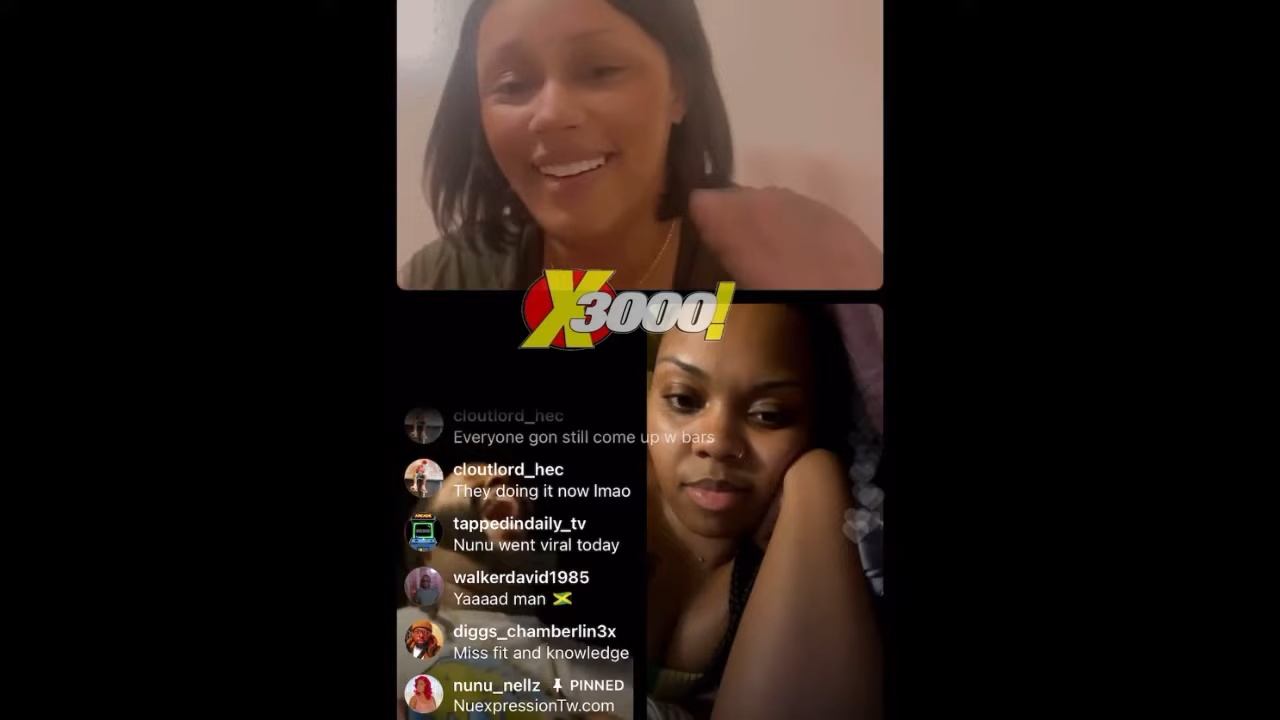 X3000!
cloutlord_hec
Everyone gon still come up w bars
cloutlord_hec
They doing it now lmao
tappedindaily_tv
Nunu went viral today
walkerdavid1985
Yaaaad man
diggs_chamberlin3x
Miss fit and knowledge
nunu_nellz PINNED
NuexpressionTw.com